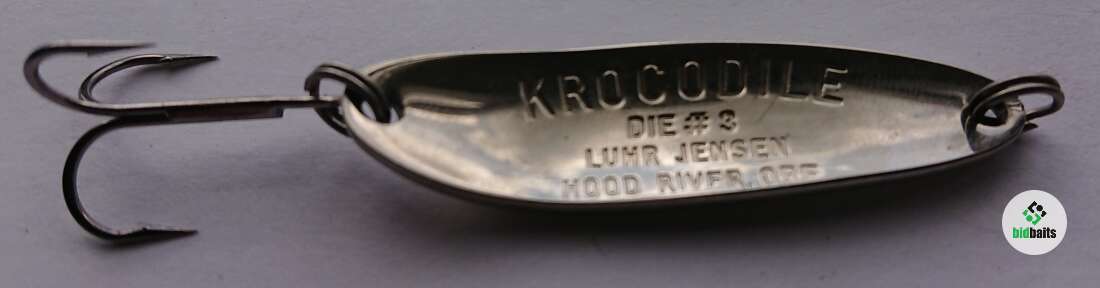 KROCODILE
DIE # 3
LUHR JENSEN
HOOD RIVER, ORE
bidbaits